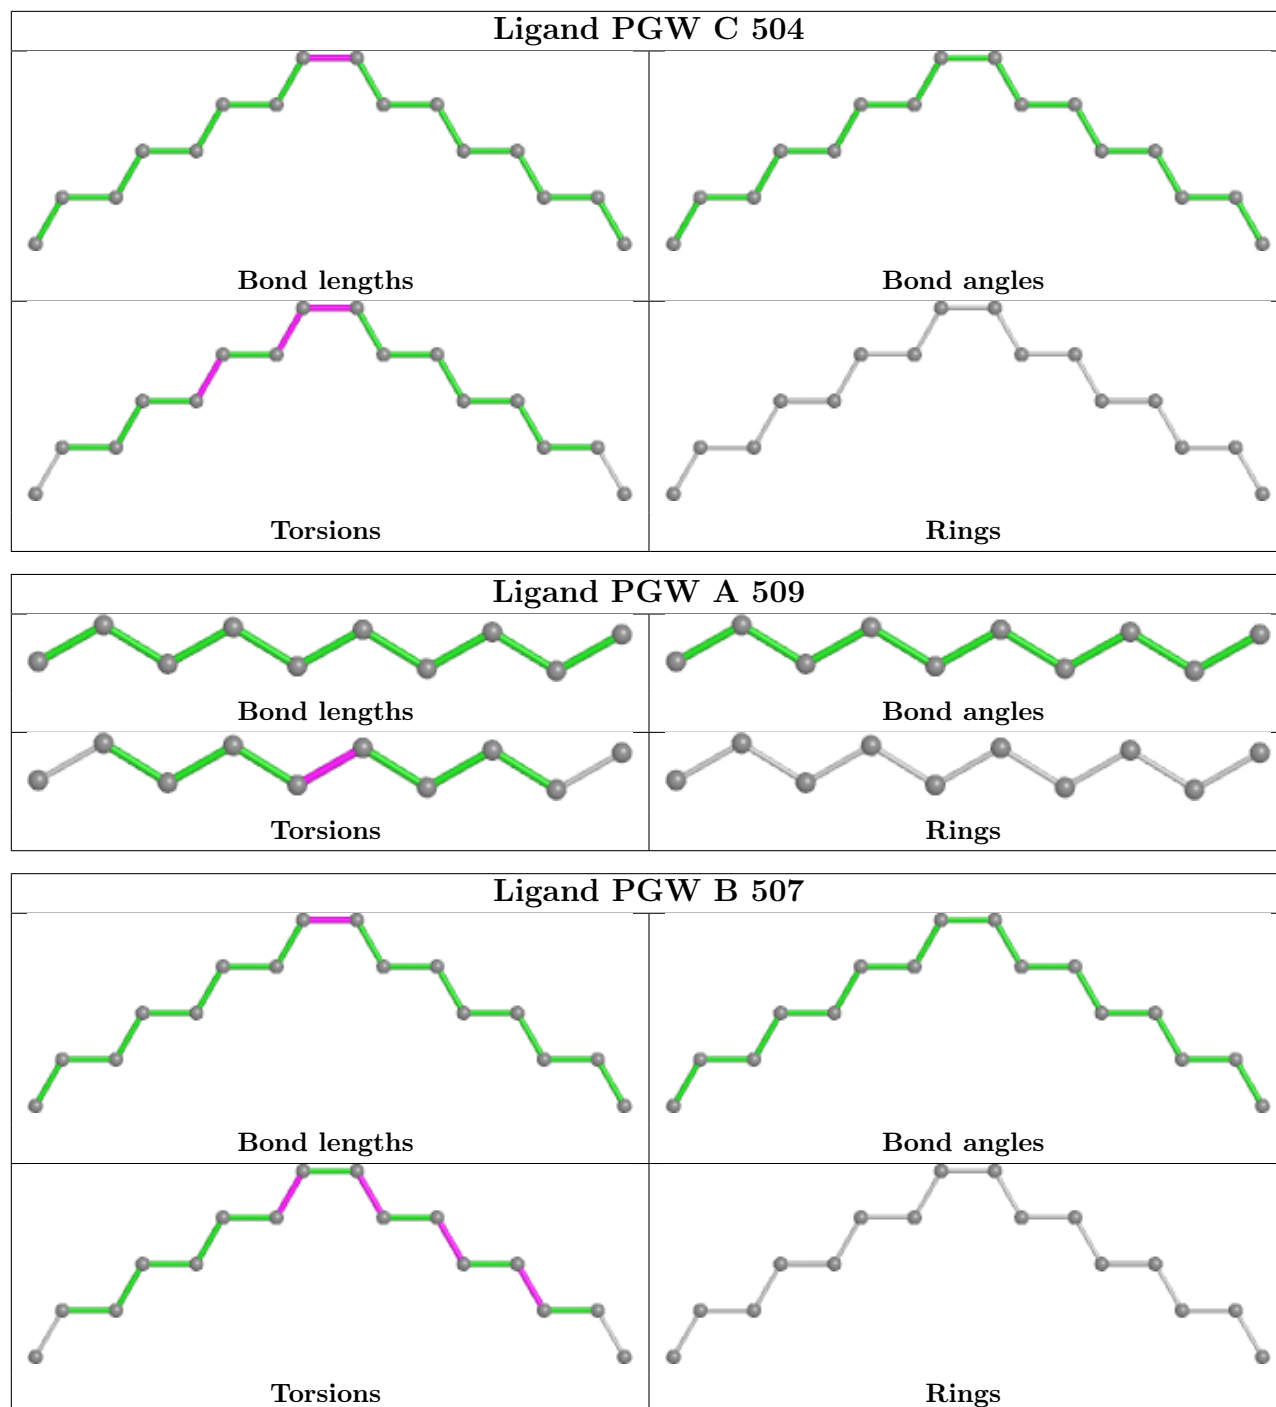 Ligand PGW C 504
Bond lengths
Bond angles
Torsions
Rings
Ligand PGW A 509
Bond lengths
Bond angles
Torsions
Rings
Ligand PGW B 507
Bond lengths
Bond angles
Torsions
Rings